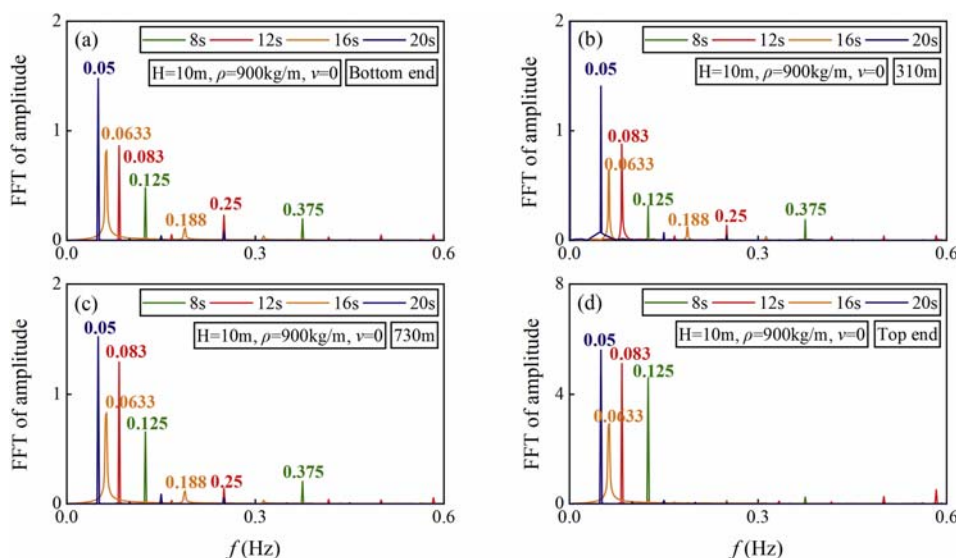 (a) 8s 12s 16s 20s
H=10m, ρ=900kg/m, v=0 Bottom end
0.05
0.0633
0.083
0.125
0.188
0.25
0.375
FFT of amplitude
2
1
0
0.0 0.3 0.6
(b) 8s 12s 16s 20s
H=10m, ρ=900kg/m, v=0 310m
0.05
0.083
0.0633
0.125
0.188
0.25
0.375
FFT of amplitude
2
1
0
0.0 0.3 0.6
(c) 8s 12s 16s 20s
H=10m, ρ=900kg/m, v=0 730m
0.05
0.083
0.0633
0.125
0.188
0.25
0.375
FFT of amplitude
2
1
0
0.0 0.3 0.6
f (Hz)
(d) 8s 12s 16s 20s
H=10m, ρ=900kg/m, v=0 Top end
0.05
0.083
0.125
0.0633
FFT of amplitude
8
4
0
0.0 0.3 0.6
f (Hz)